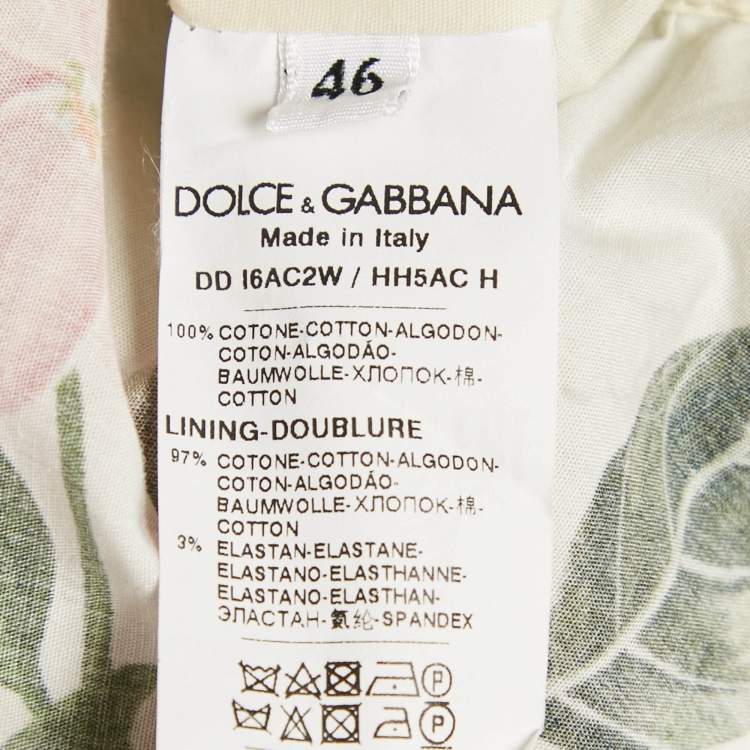 46
DOLCE & GABBANA
Made in Italy
DD I6AC2W / HH5AC H
100% COTONE-COTTON-ALGODON-
COTON-ALGODÃO-
BAUMWOLLE-ХЛОПОК-棉-
COTTON
LINING-DOUBLURE
97% COTONE-COTTON-ALGODON-
COTON-ALGODÃO-
BAUMWOLLE-ХЛОПОК-棉-
COTTON
3% ELASTAN-ELASTANE-
ELASTANO-ELASTHANNE-
ELASTANO-ELASTHAN-
ЭЛАСТАН-氨纶-SPANDEX
P
P